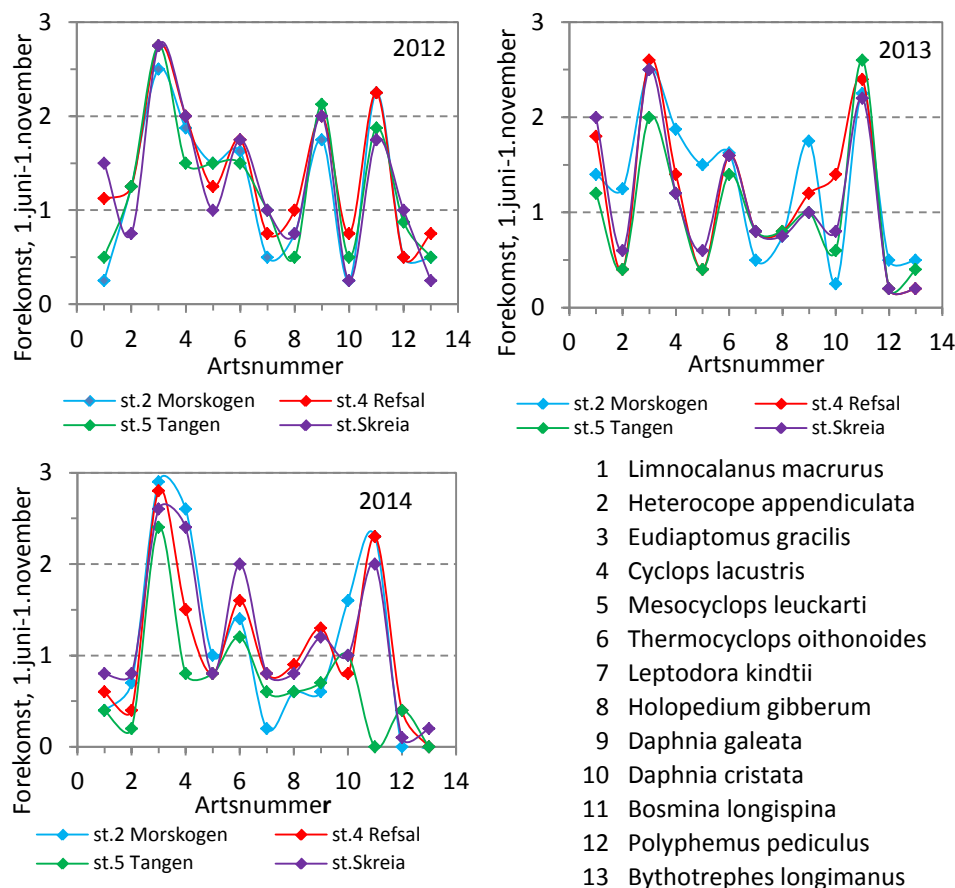 2012
Forekomst, 1.juni-1.november
3
2
1
0
0 2 4 6 8 10 12 14
Artsnummer
st.2 Morskogen st.4 Refsal
st.5 Tangen st.Skreia
2013
Forekomst, 1.juni-1.november
3
2
1
0
0 2 4 6 8 10 12 14
Artsnummer
st.2 Morskogen st.4 Refsal
st.5 Tangen st.Skreia
2014
Forekomst, 1.juni-1.november
3
2
1
0
0 2 4 6 8 10 12 14
Artsnummer
st.2 Morskogen st.4 Refsal
st.5 Tangen st.Skreia
1 Limnocalanus macrurus
2 Heterocope appendiculata
3 Eudiaptomus gracilis
4 Cyclops lacustris
5 Mesocyclops leuckarti
6 Thermocyclops oithonoides
7 Leptodora kindtii
8 Holopedium gibberum
9 Daphnia galeata
10 Daphnia cristata
11 Bosmina longispina
12 Polyphemus pediculus
13 Bythotrephes longimanus